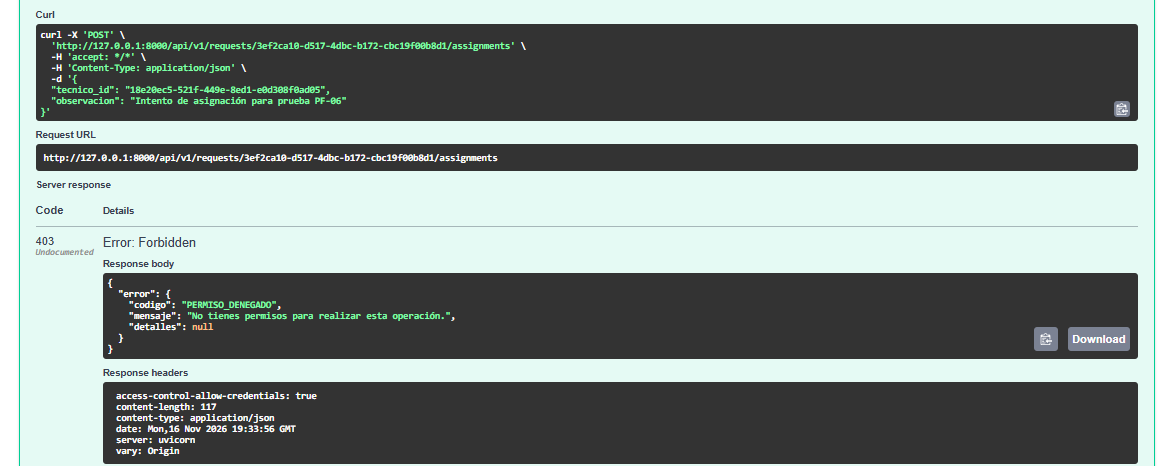 Curl
curl -X 'POST' \
'http://127.0.0.1:8000/api/v1/requests/3ef2ca10-d517-4dbc-b172-cbc19f00b8d1/assignments' \
-H 'accept: */*' \
-H 'Content-Type: application/json' \
-d '{
"tecnico_id": "18e20ec5-521f-449e-8ed1-e0d308f0ad05",
"observacion": "Intento de asignación para prueba PF-06"
}'
Request URL
http://127.0.0.1:8000/api/v1/requests/3ef2ca10-d517-4dbc-b172-cbc19f00b8d1/assignments
Server response
Code Details
403 Error: Forbidden
Undocumented
Response body
{
"error": {
"codigo": "PERMISO_DENEGADO",
"mensaje": "No tienes permisos para realizar esta operación.",
"detalles": null
}
}
Download
Response headers
access-control-allow-credentials: true
content-length: 117
content-type: application/json
date: Mon,16 Nov 2026 19:33:56 GMT
server: uvicorn
vary: Origin